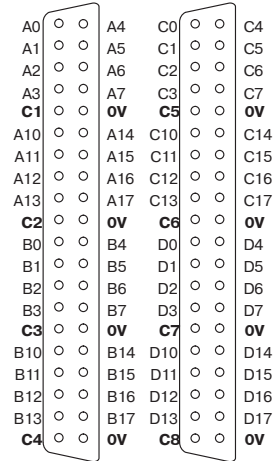 A0 A4 C0 C4
A1 A5 C1 C5
A2 A6 C2 C6
A3 A7 C3 C7
C1 0V C5 0V
A10 A14 C10 C14
A11 A15 C11 C15
A12 A16 C12 C16
A13 A17 C13 C17
C2 0V C6 0V
B0 B4 D0 D4
B1 B5 D1 D5
B2 B6 D2 D6
B3 B7 D3 D7
C3 0V C7 0V
B10 B14 D10 D14
B11 B15 D11 D15
B12 B16 D12 D16
B13 B17 D13 D17
C4 0V C8 0V